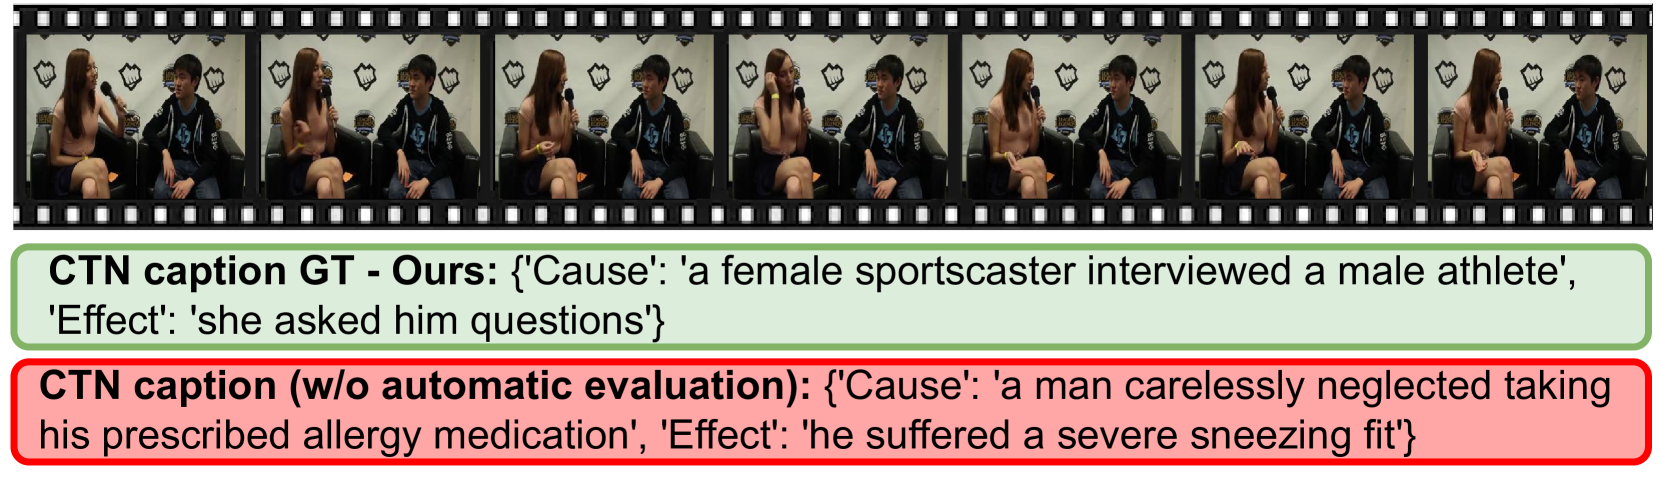 CTN caption GT - Ours: {'Cause': 'a female sportscaster interviewed a male athlete',
'Effect': 'she asked him questions'}
CTN caption (w/o automatic evaluation): {'Cause': 'a man carelessly neglected taking
his prescribed allergy medication', 'Effect': 'he suffered a severe sneezing fit'}